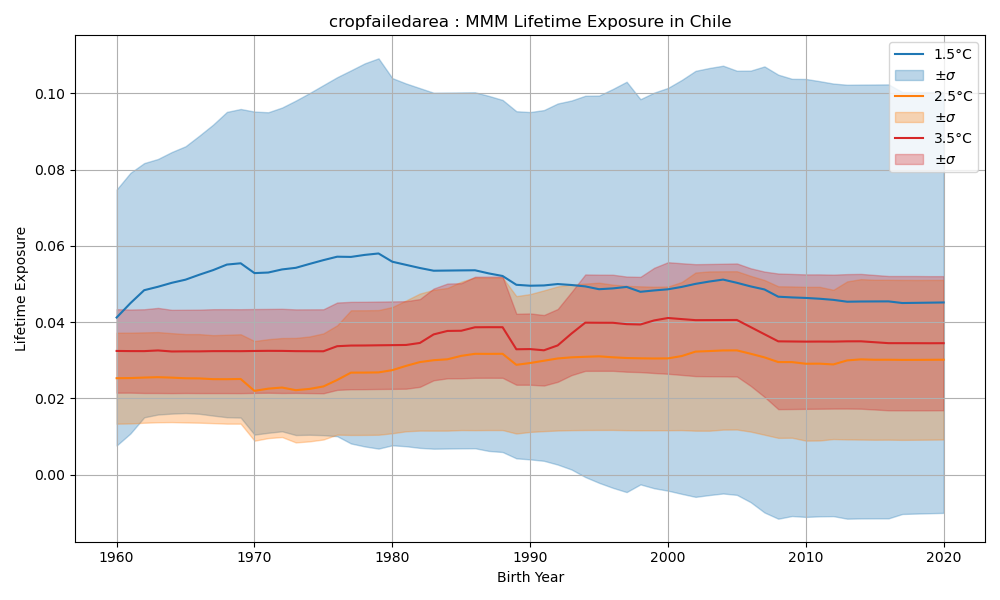 cropfailedarea : MMM Lifetime Exposure in Chile
Lifetime Exposure
0.10
0.08
0.06
0.04
0.02
0.00
1.5°C
±σ
2.5°C
±σ
3.5°C
±σ
1960 1970 1980 1990 2000 2010 2020
Birth Year